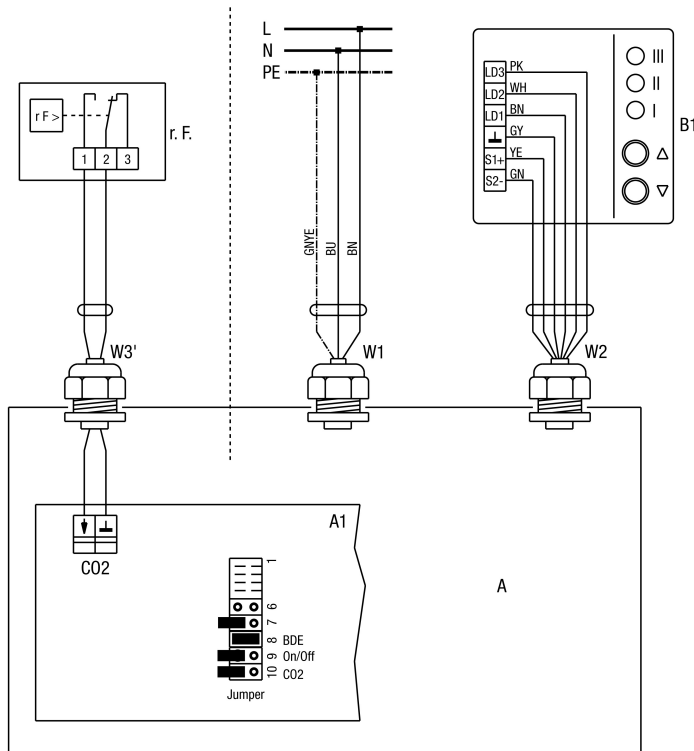 L
N
PE
r F >
1 2 3
r. F.
LD3 PK
LD2 WH
LD1 BN
GY
S1+ YE
S2- GN
III
II
I
B1
GNYE
BU
BN
W3'
W1
W2
A1
A
CO2
1
6
7
8 BDE
9 On/Off
10 CO2
Jumper